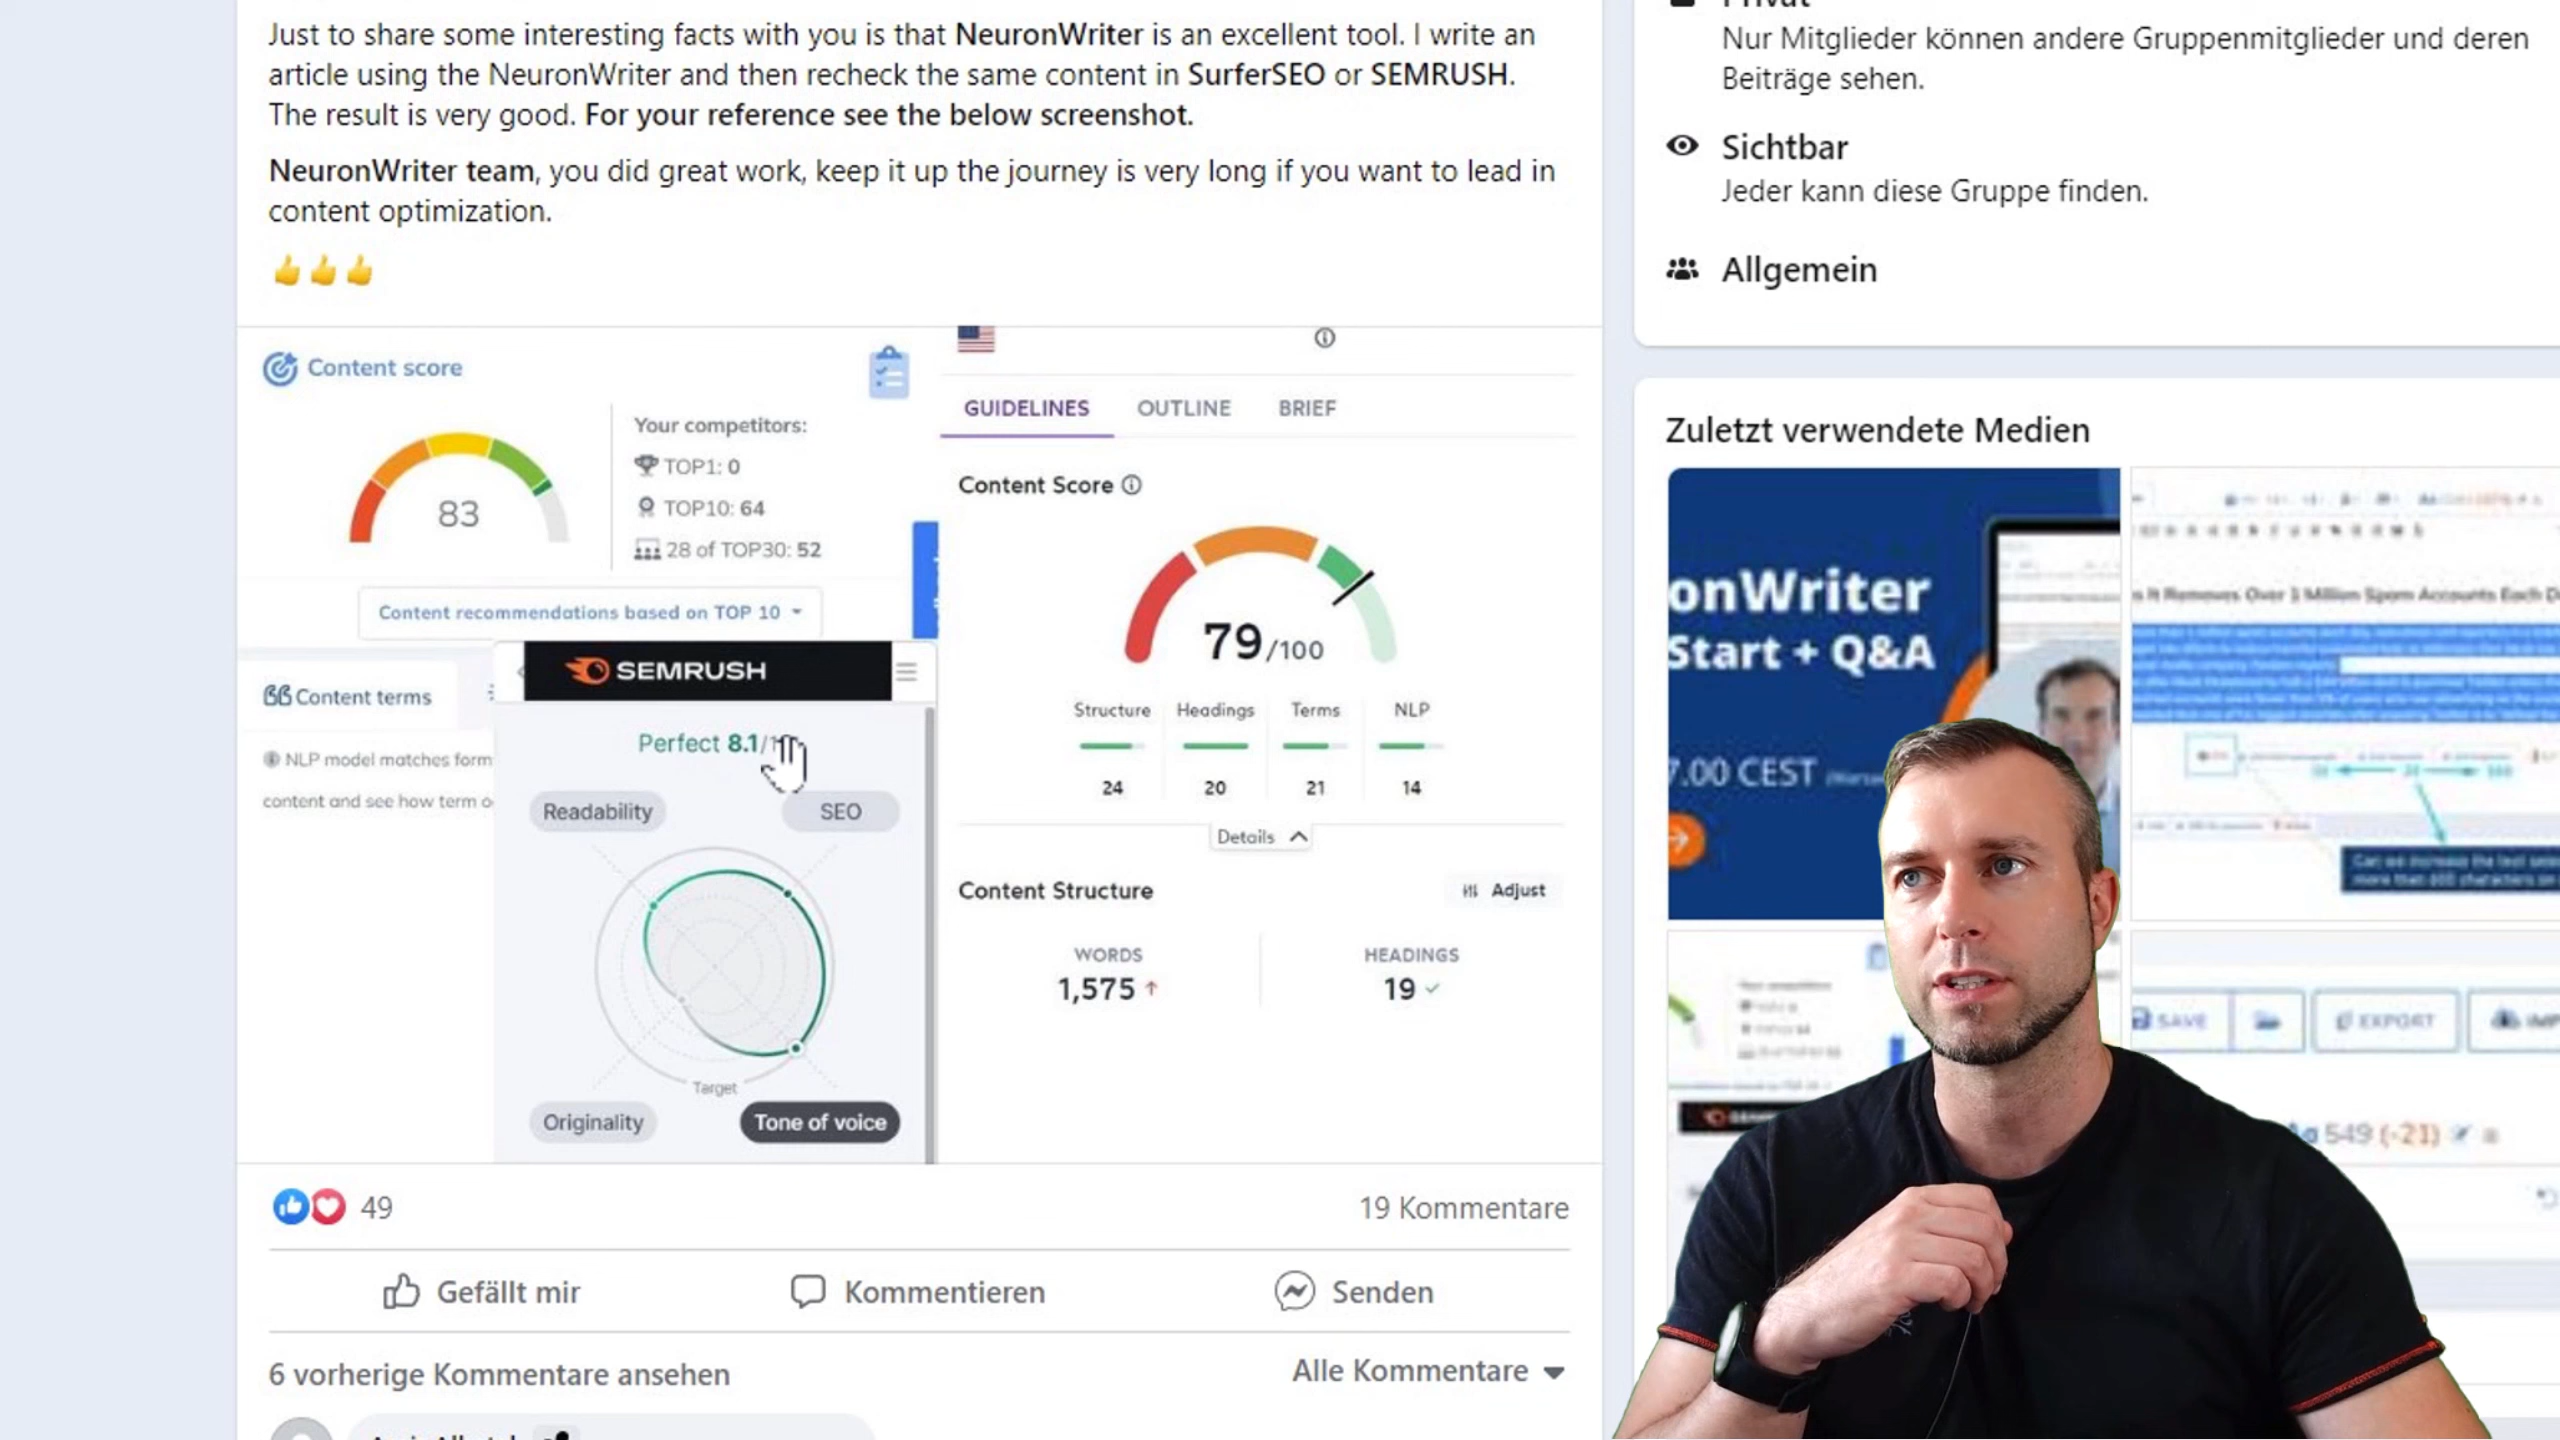 Just to share some interesting facts with you is that NeuronWriter is an excellent tool. I write an
article using the NeuronWriter and then recheck the same content in SurferSEO or SEMRUSH.
The result is very good. For your reference see the below screenshot.
NeuronWriter team, you did great work, keep it up the journey is very long if you want to lead in
content optimization.
Content score
83
Your competitors:
TOP1: 0
TOP10: 64
28 of TOP30: 52
Content recommendations based on TOP 10
Content terms
NLP model matches form
content and see how term o
SEMRUSH
Perfect 8.1/
Readability
SEO
Target
Originality
Tone of voice
GUIDELINES
OUTLINE
BRIEF
Content Score
79/100
Structure Headings Terms NLP
24 20 21 14
Details
Content Structure
Adjust
WORDS
HEADINGS
1,575
19
49
19 Kommentare
Gefällt mir
Kommentieren
Senden
6 vorherige Kommentare ansehen
Alle Kommentare
Privat
Nur Mitglieder können andere Gruppenmitglieder und deren
Beiträge sehen.
Sichtbar
Jeder kann diese Gruppe finden.
Allgemein
Zuletzt verwendete Medien
onWriter
Start + Q&A
7.00 CEST
SAVE
EXPORT
549 (-21)